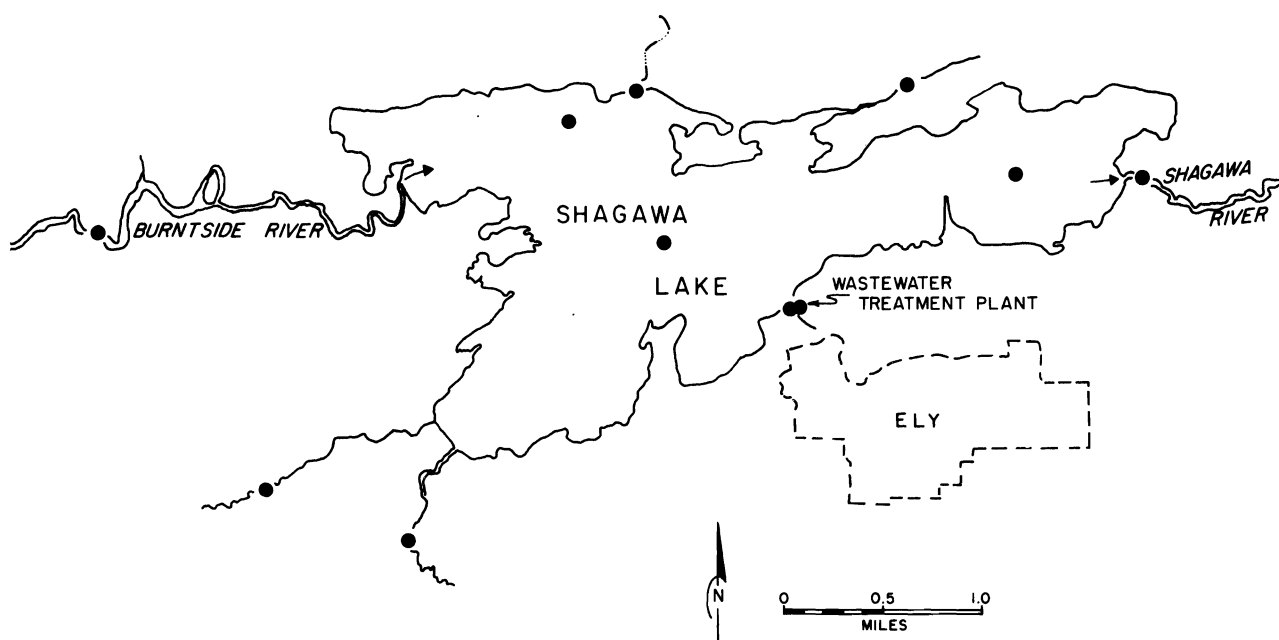 SHAGAWA
RIVER
BURNTSIDE RIVER
SHAGAWA
LAKE
WASTEWATER
TREATMENT PLANT
ELY
N
0 0.5 1.0
MILES